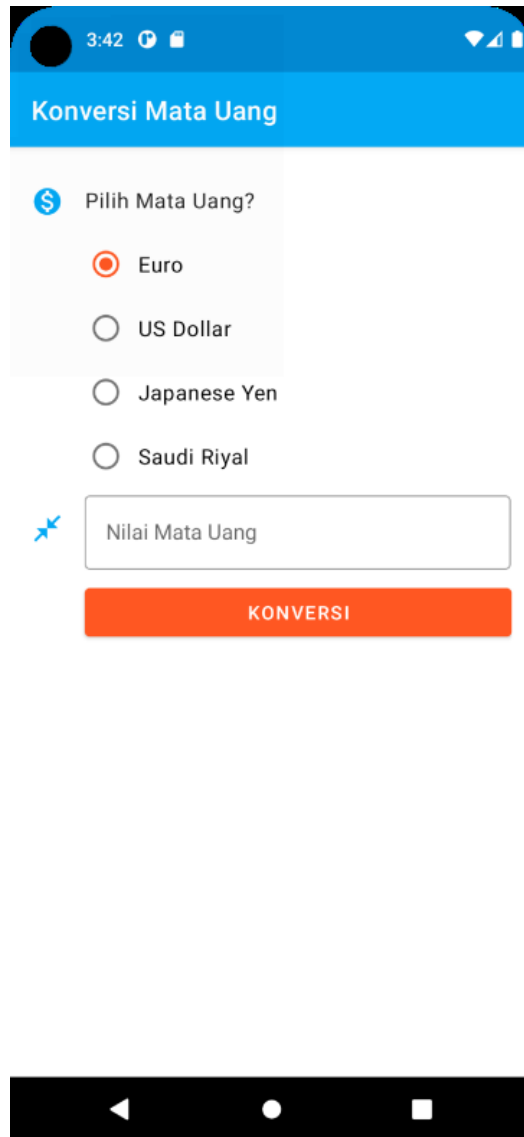 3:42
Konversi Mata Uang
Pilih Mata Uang?
Euro
US Dollar
Japanese Yen
Saudi Riyal
Nilai Mata Uang
KONVERSI